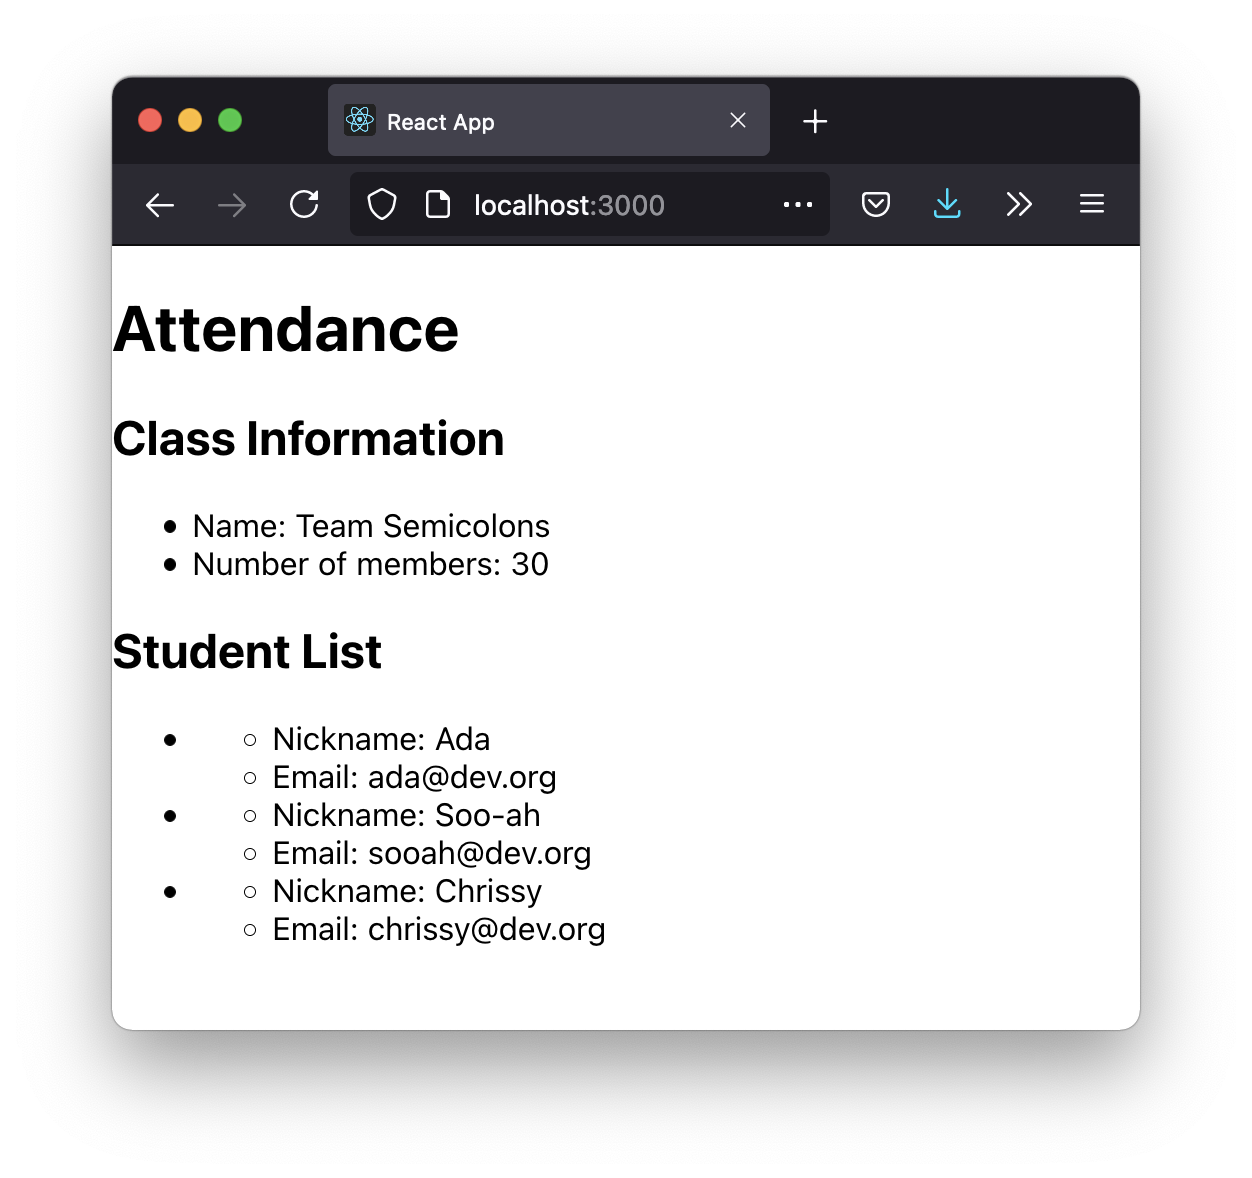 React App
localhost:3000
Attendance
Class Information
Name: Team Semicolons
Number of members: 30
Student List
Nickname: Ada
Email: ada@dev.org
Nickname: Soo-ah
Email: sooah@dev.org
Nickname: Chrissy
Email: chrissy@dev.org